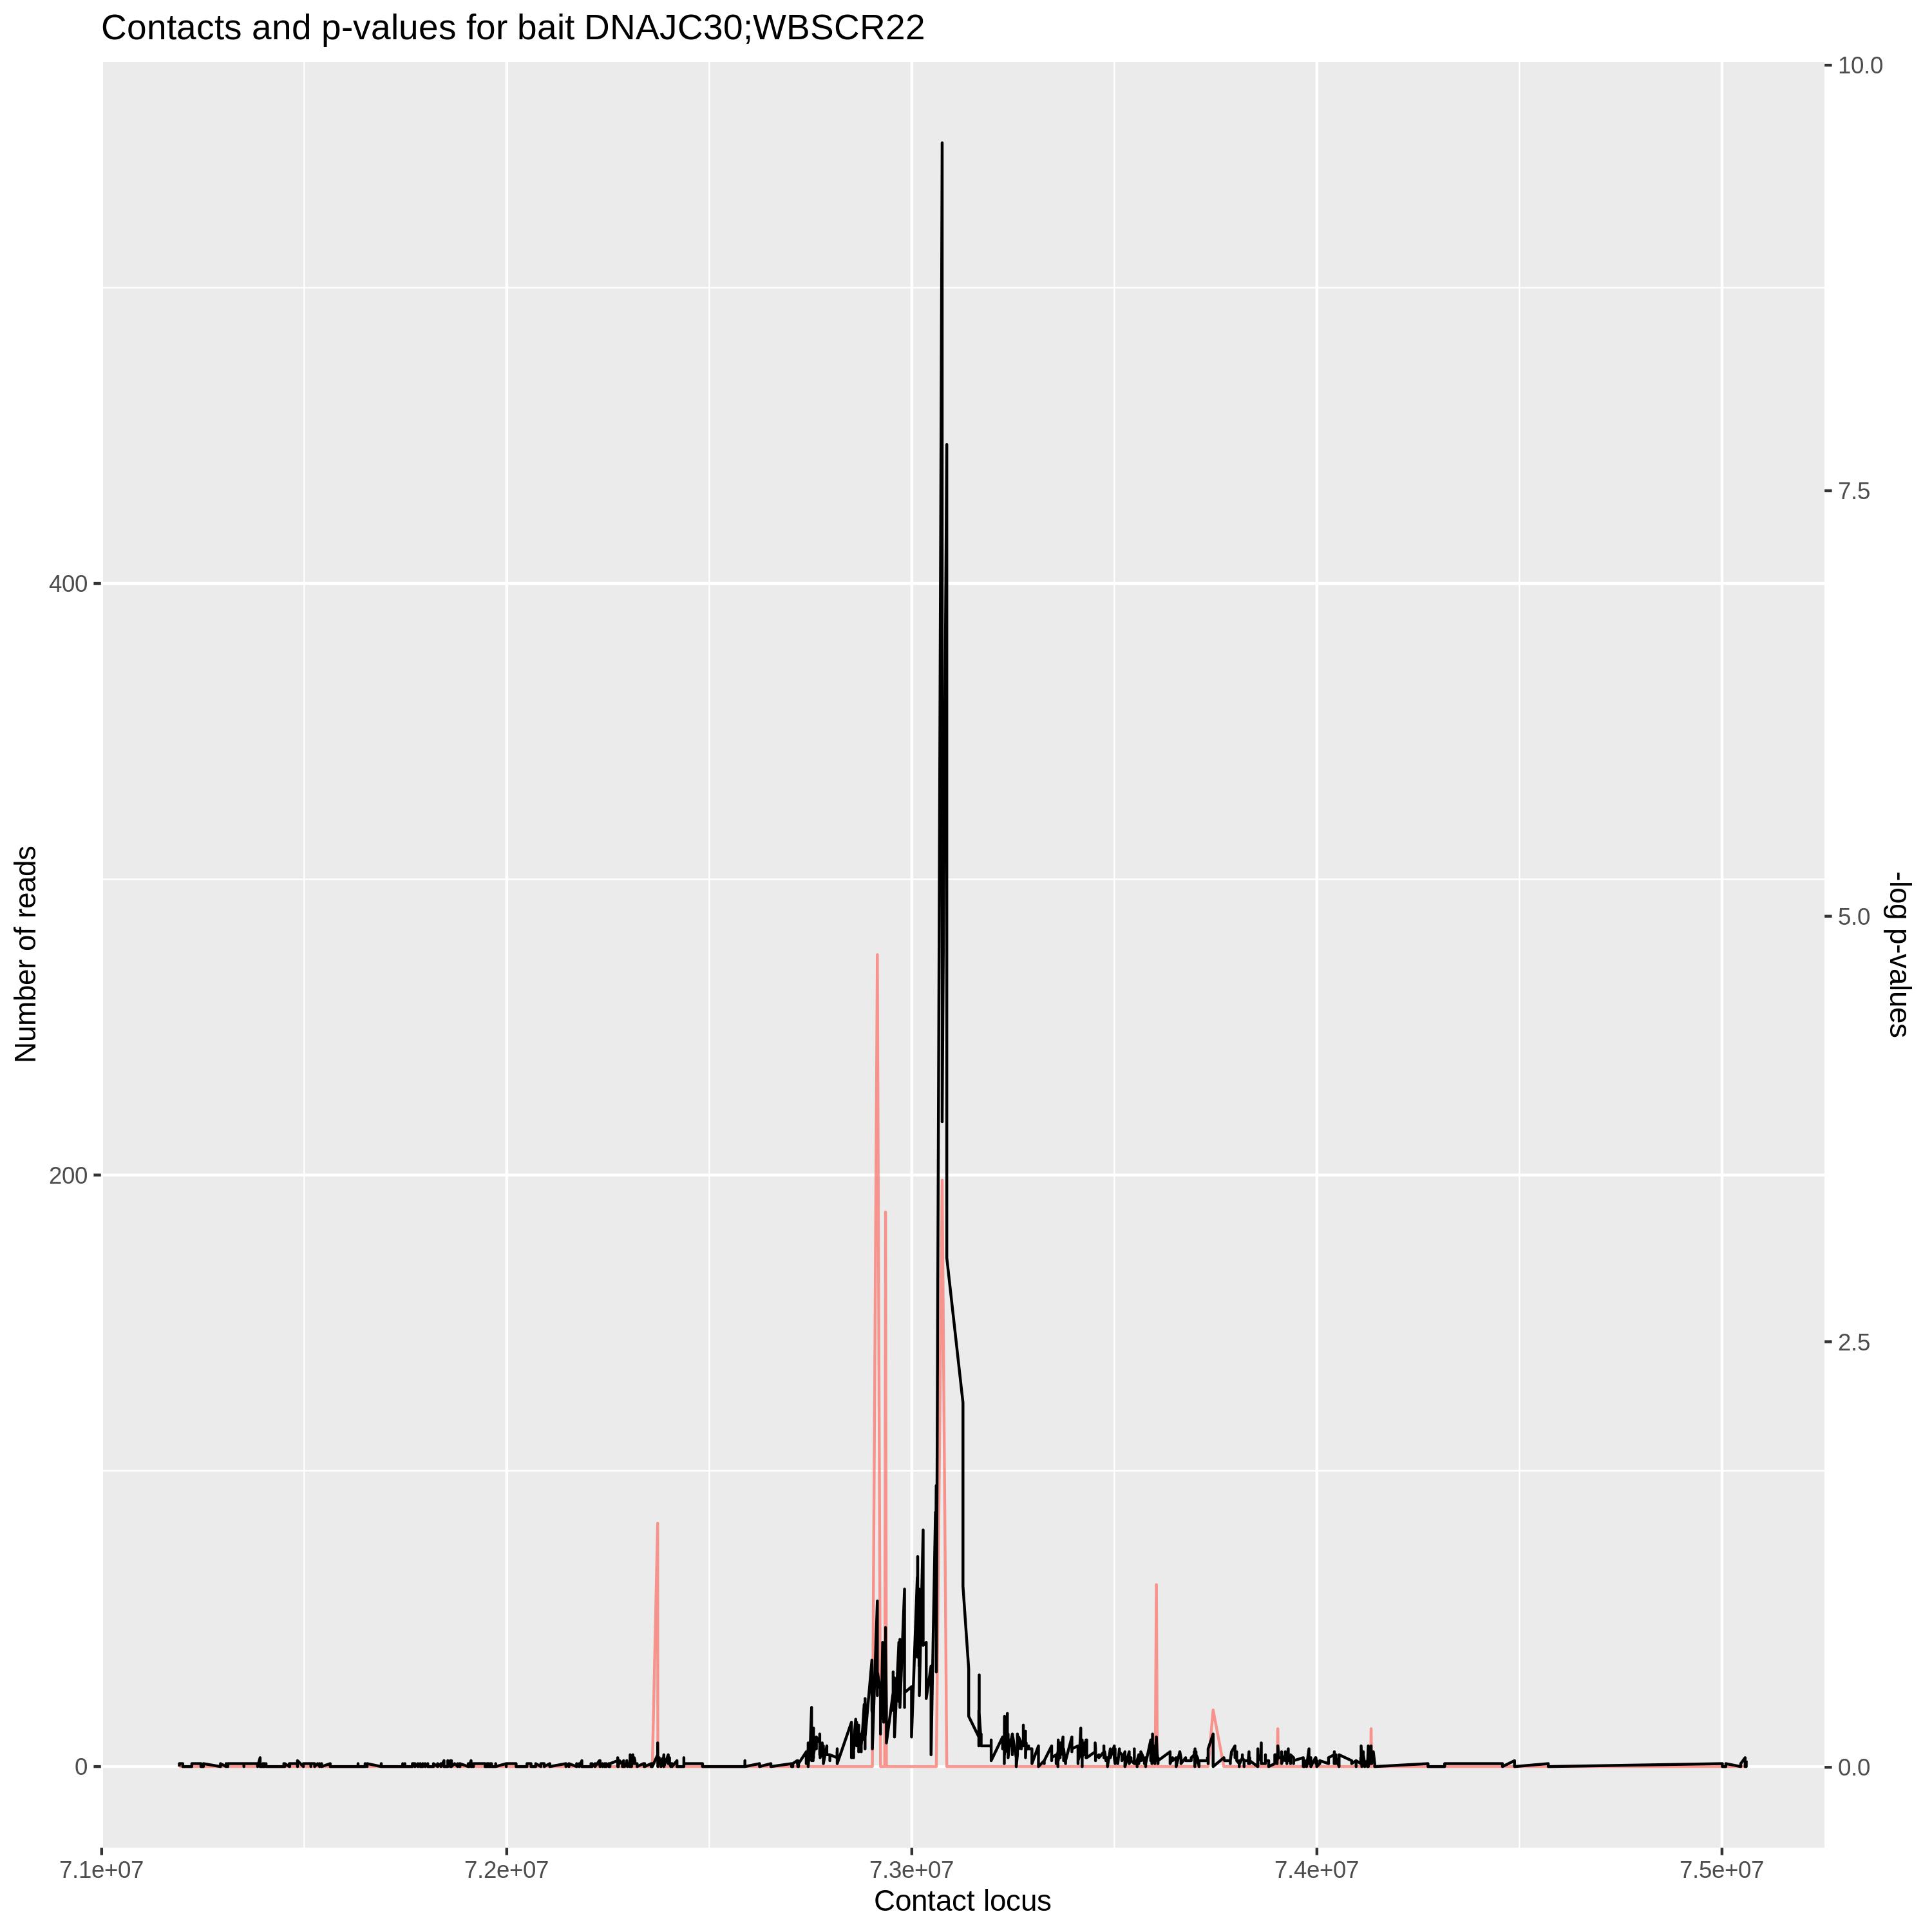 Contacts and p-values for bait DNAJC30;WBSCR22
10.0
7.5
400
5.0
Number of reads
-log p-values
200
2.5
0
0.0
7.1e+07
7.2e+07
7.3e+07
7.4e+07
7.5e+07
Contact locus